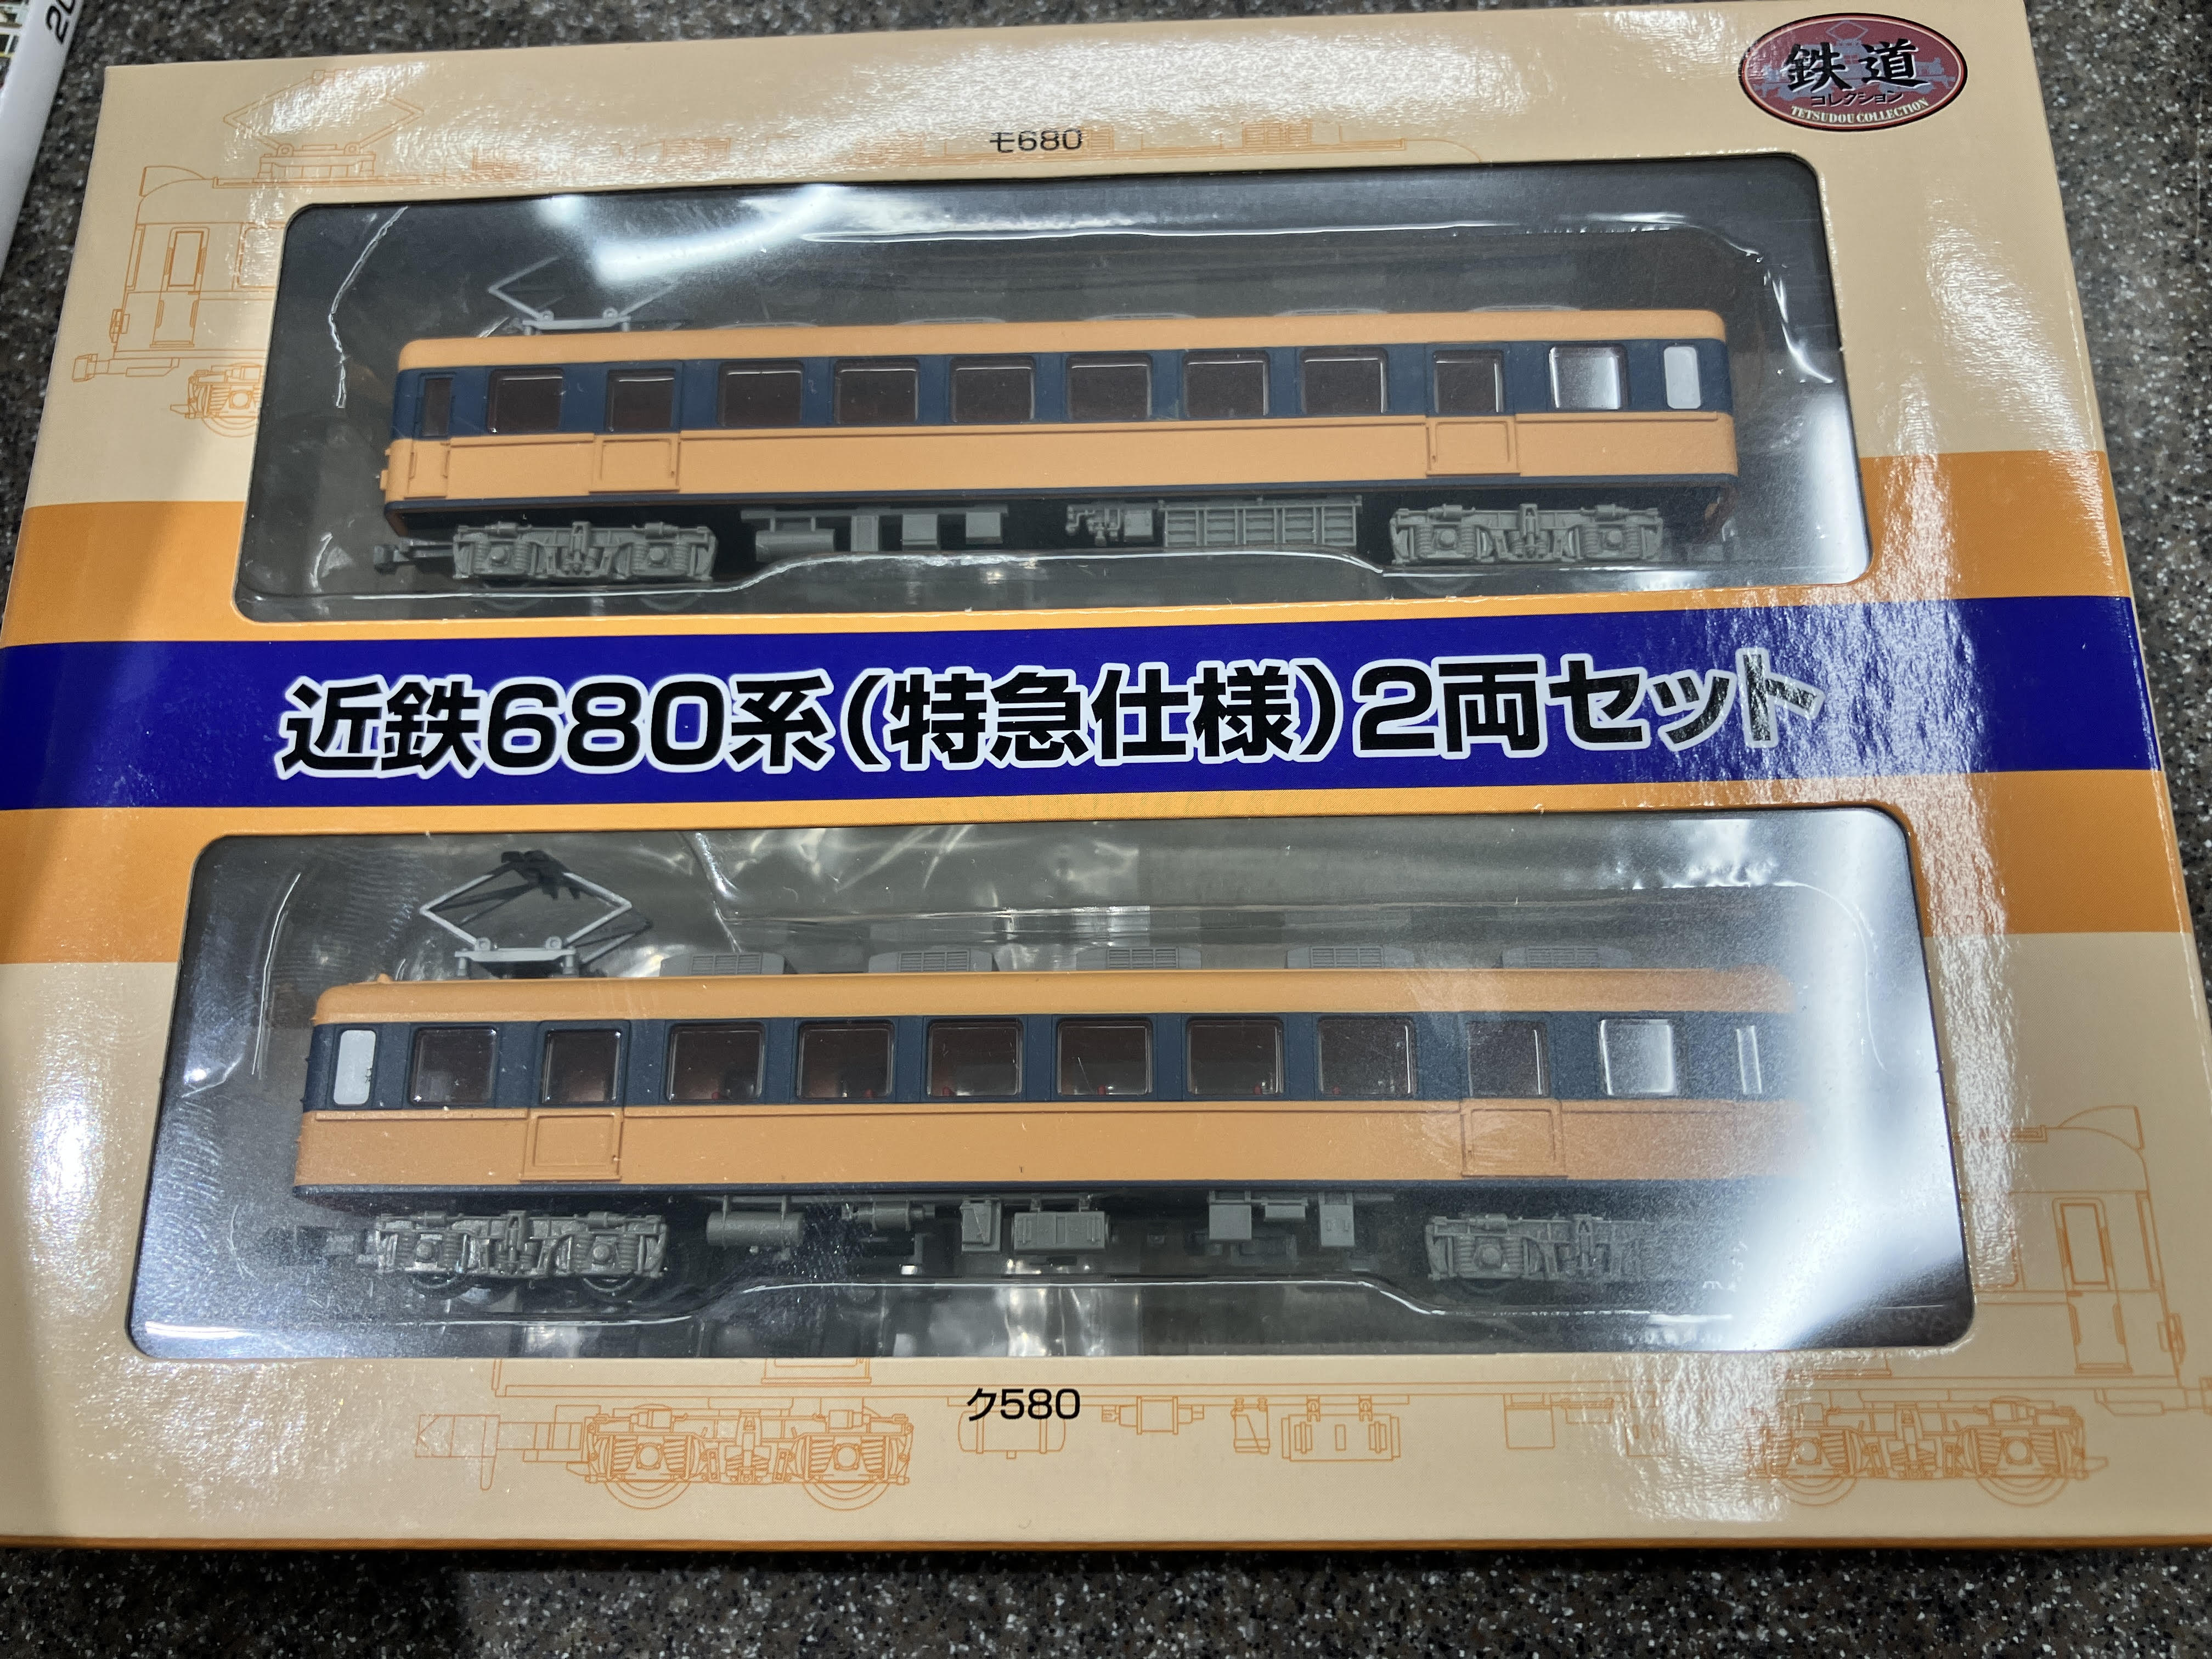 20
鉄道
コレクション
TETSUDOU COLLECTION
モ680
近鉄680系(特急仕様)2両セット
ク580